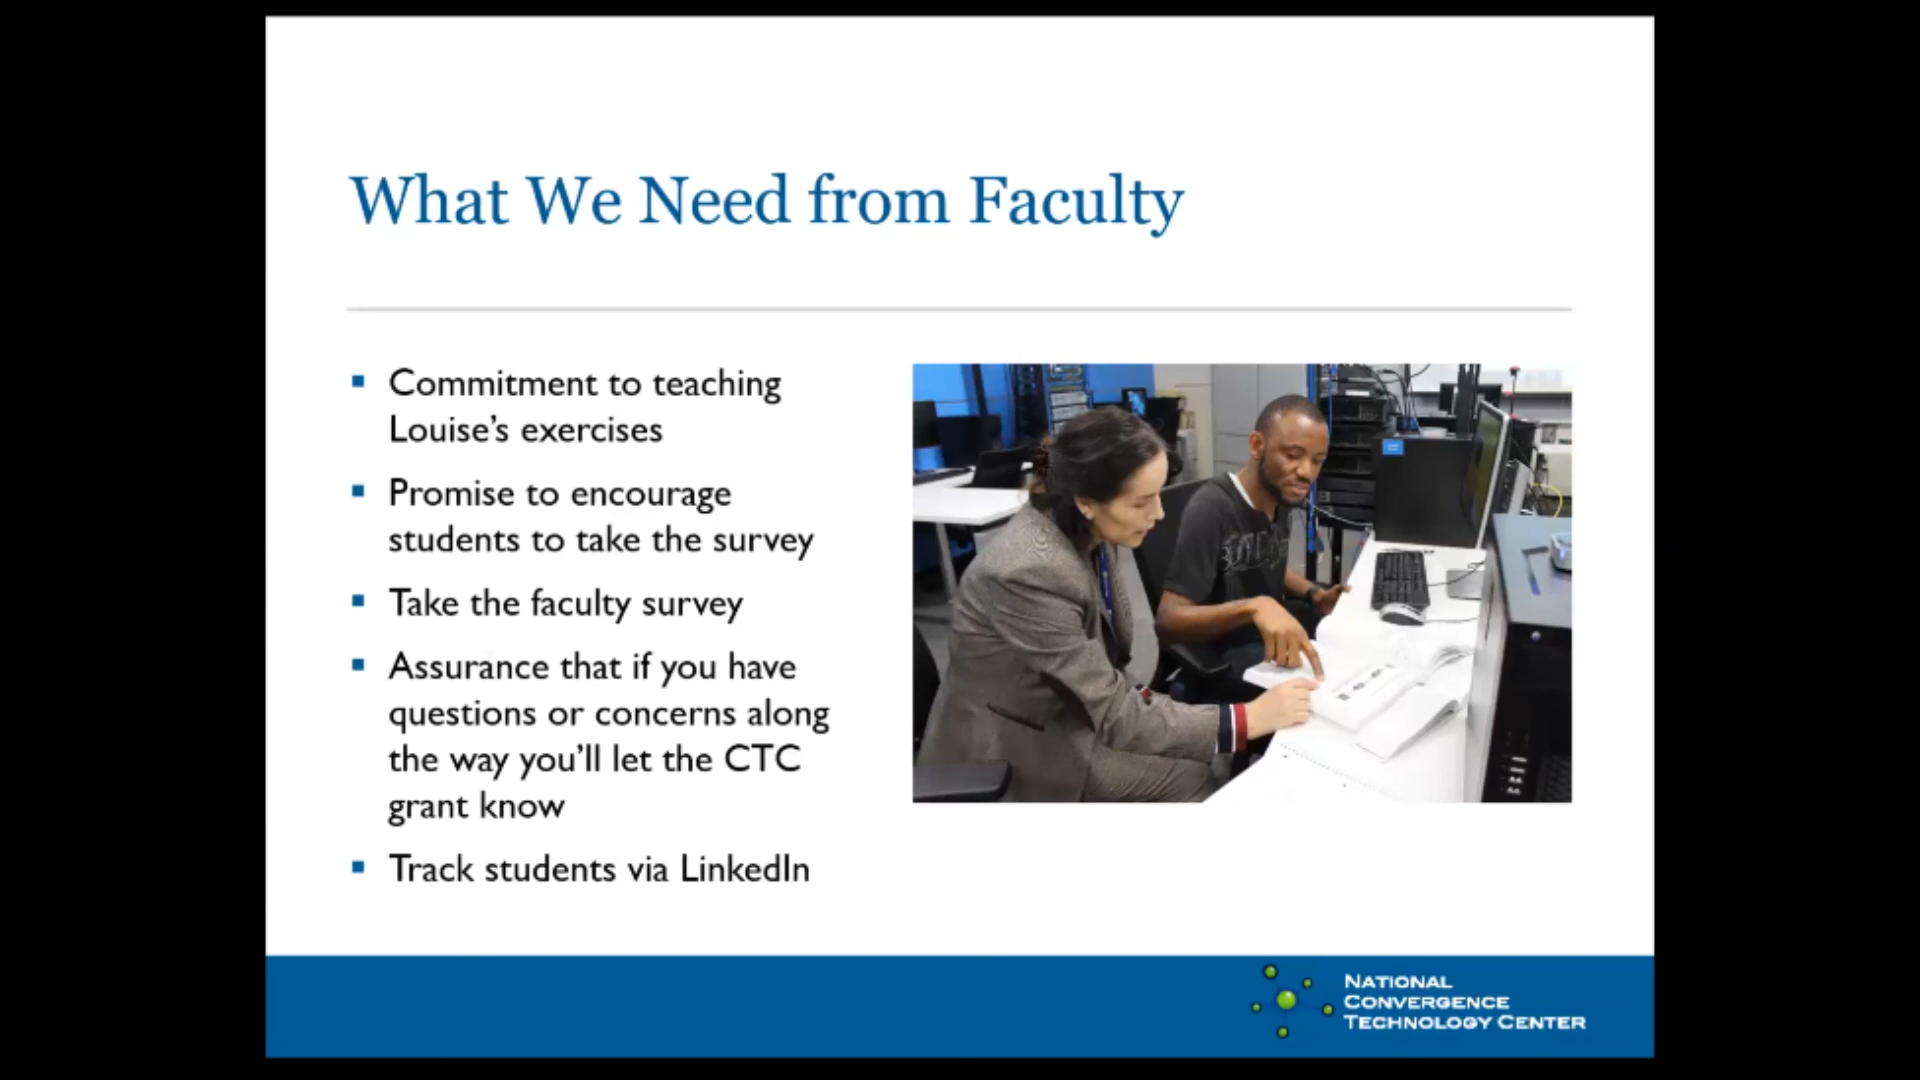 What We Need from Faculty
Commitment to teaching
Louise’s exercises
Promise to encourage
students to take the survey
Take the faculty survey
Assurance that if you have
questions or concerns along
the way you’ll let the CTC
grant know
Track students via LinkedIn
NATIONAL
CONVERGENCE
TECHNOLOGY CENTER